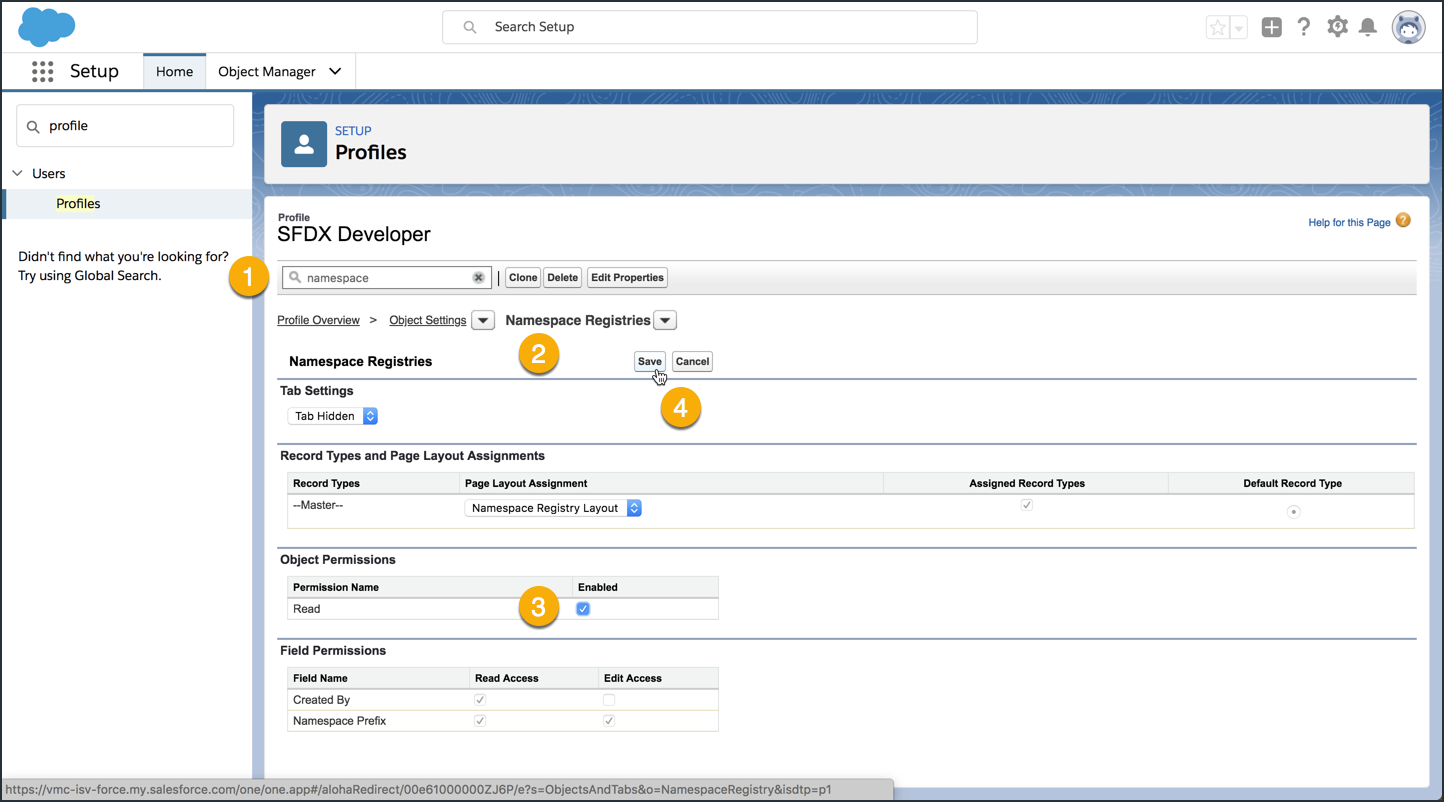 Search Setup
Setup
Home
Object Manager
profile
Users
Profiles
Didn't find what you're looking for?
Try using Global Search.
SETUP
Profiles
Profile
SFDX Developer
Help for this Page ?
1
namespace
Clone
Delete
Edit Properties
Profile Overview > Object Settings Namespace Registries
2
Namespace Registries
Save
Cancel
4
Tab Settings
Tab Hidden
Record Types and Page Layout Assignments
Record Types Page Layout Assignment Assigned Record Types Default Record Type
--Master-- Namespace Registry Layout
Object Permissions
Permission Name Enabled
Read
3
Field Permissions
Field Name Read Access Edit Access
Created By
Namespace Prefix
https://vmc-isv-force.my.salesforce.com/one/one.app#/alohaRedirect/00e61000000ZJ6P/e?s=ObjectsAndTabs&o=NamespaceRegistry&isdtp=p1